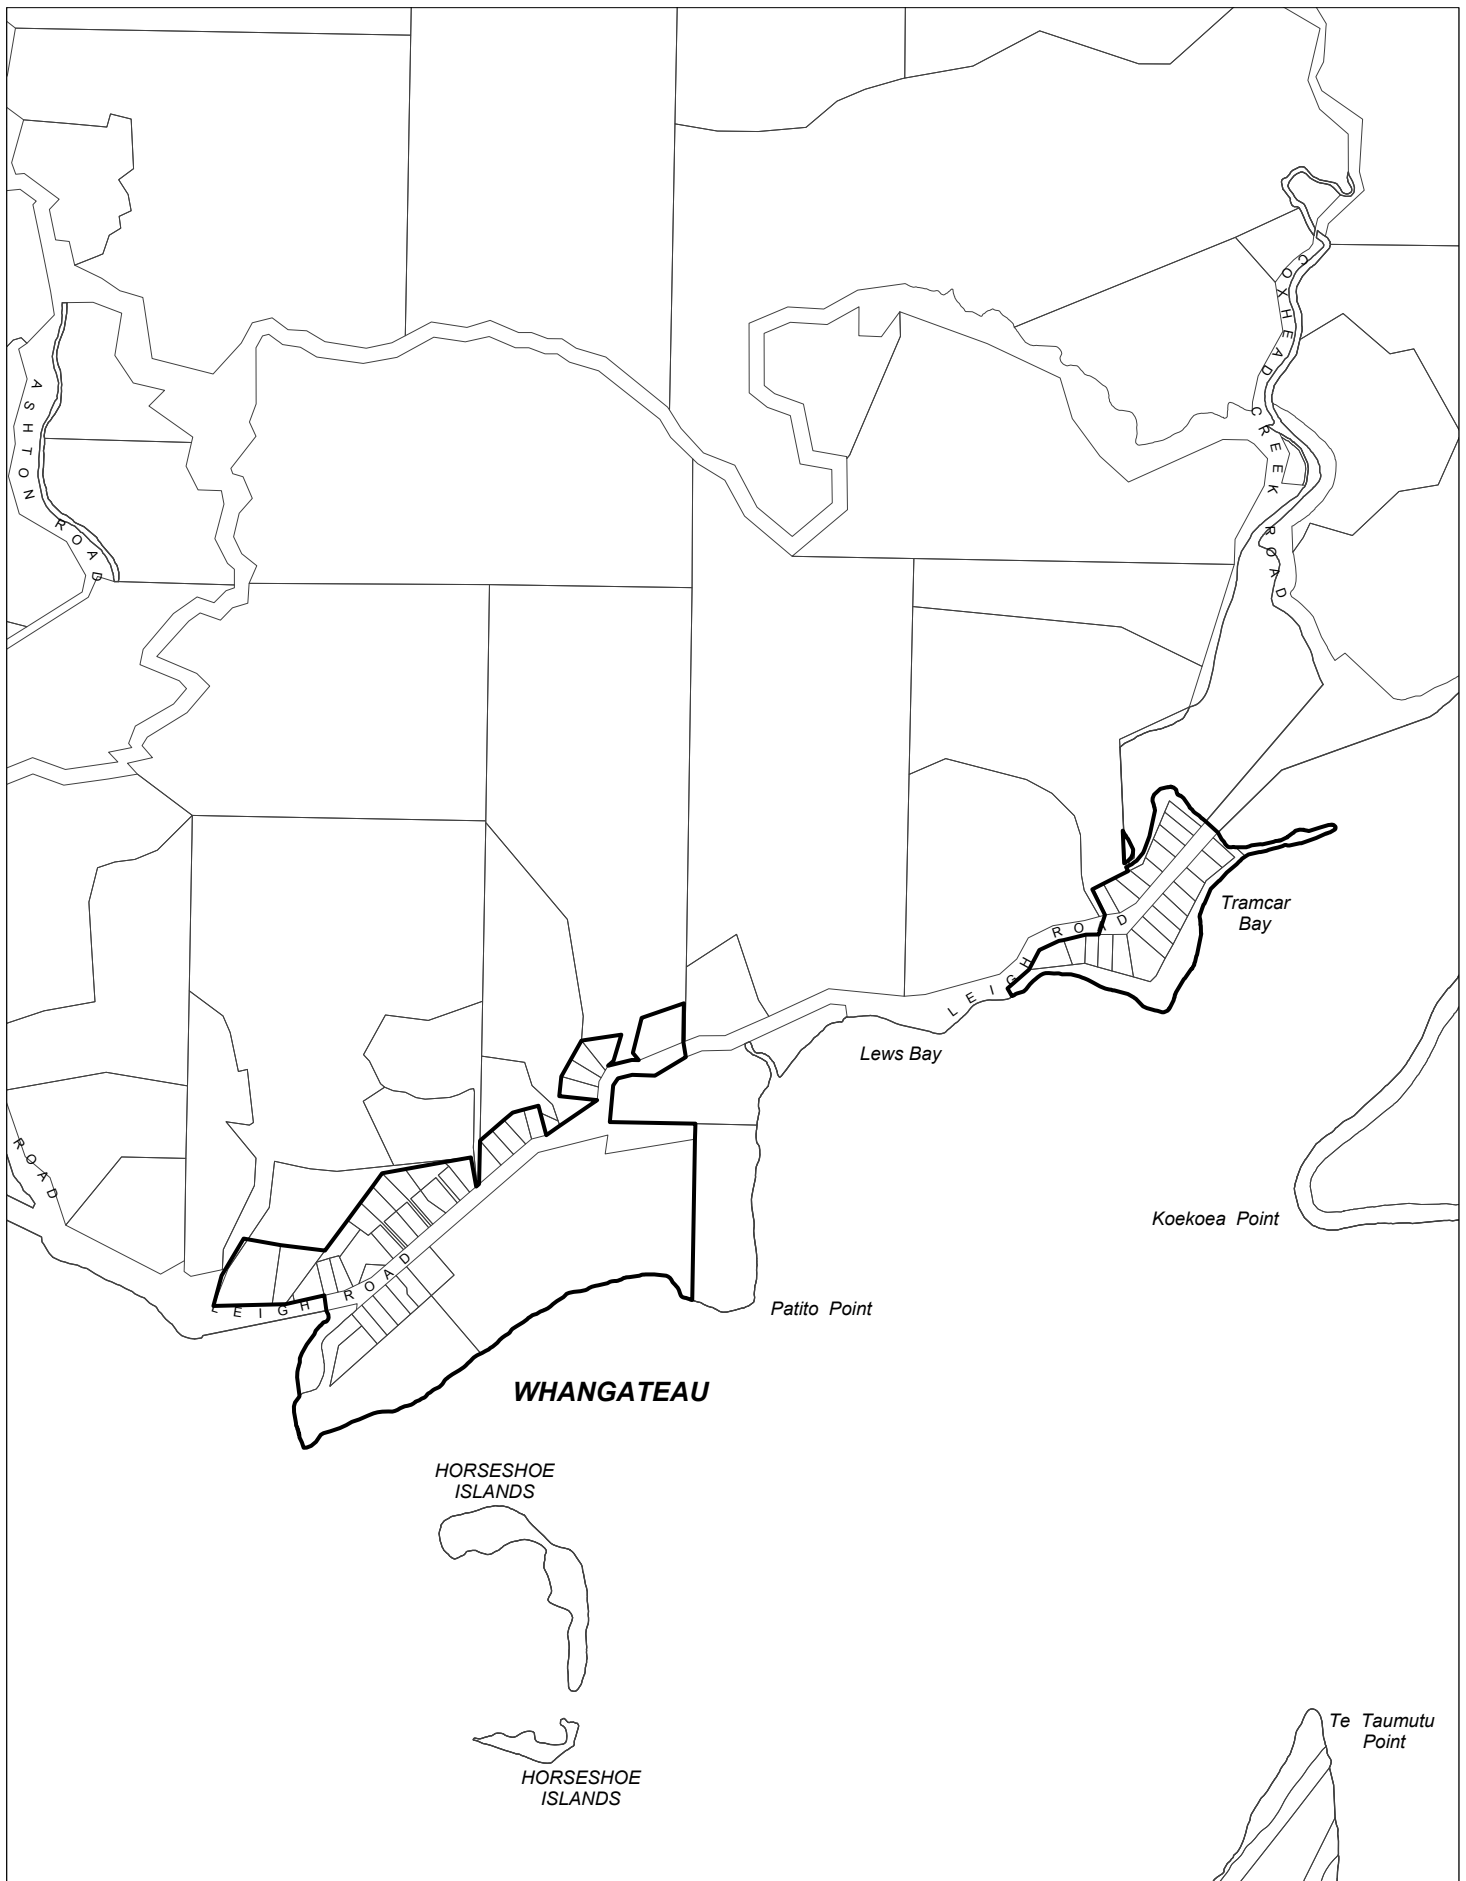 COXHEAD CREEK ROAD
ASHTON ROAD
Tramcar
Bay
LEIGH ROAD
Lews Bay
ROAD
Koekoea Point
LEIGH ROAD
Patito Point
WHANGATEAU
HORSESHOE
ISLANDS
Te Taumutu
Point
HORSESHOE
ISLANDS